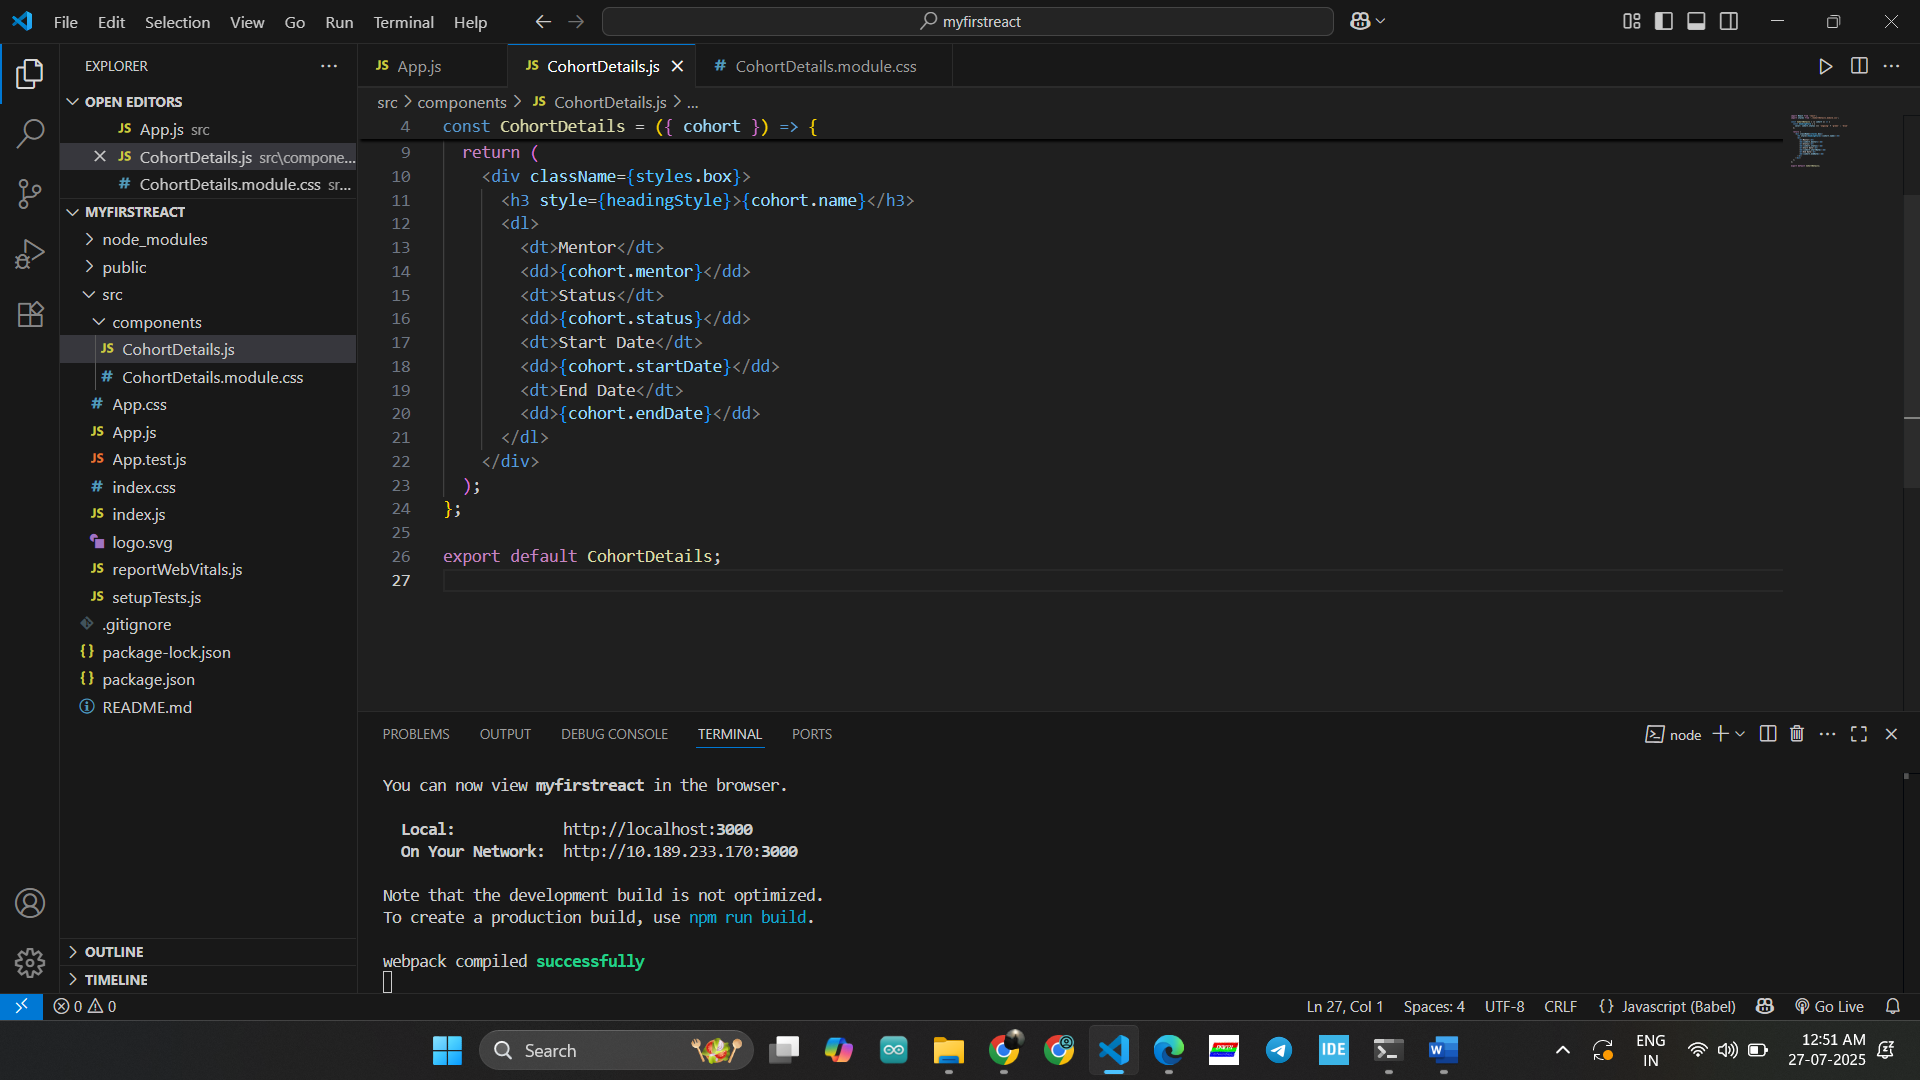 File Edit Selection View Go Run Terminal Help
myfirstreact
EXPLORER
OPEN EDITORS
JS App.js src
JS CohortDetails.js src\compone...
# CohortDetails.module.css sr...
MYFIRSTREACT
node_modules
public
src
components
JS CohortDetails.js
# CohortDetails.module.css
# App.css
JS App.js
JS App.test.js
# index.css
JS index.js
logo.svg
JS reportWebVitals.js
JS setupTests.js
.gitignore
{} package-lock.json
{} package.json
README.md
OUTLINE
TIMELINE
JS App.js
JS CohortDetails.js
# CohortDetails.module.css
src > components > JS CohortDetails.js > ...
4 const CohortDetails = ({ cohort }) => {
9 return (
10 <div className={styles.box}>
11 <h3 style={headingStyle}>{cohort.name}</h3>
12 <dl>
13 <dt>Mentor</dt>
14 <dd>{cohort.mentor}</dd>
15 <dt>Status</dt>
16 <dd>{cohort.status}</dd>
17 <dt>Start Date</dt>
18 <dd>{cohort.startDate}</dd>
19 <dt>End Date</dt>
20 <dd>{cohort.endDate}</dd>
21 </dl>
22 </div>
23 );
24 };
25
26 export default CohortDetails;
27
PROBLEMS OUTPUT DEBUG CONSOLE TERMINAL PORTS
node
You can now view myfirstreact in the browser.
Local: http://localhost:3000
On Your Network: http://10.189.233.170:3000
Note that the development build is not optimized.
To create a production build, use npm run build.
webpack compiled successfully
0 0
Ln 27, Col 1 Spaces: 4 UTF-8 CRLF {} Javascript (Babel) Go Live
Search
IDE
ENG
IN
12:51 AM
27-07-2025